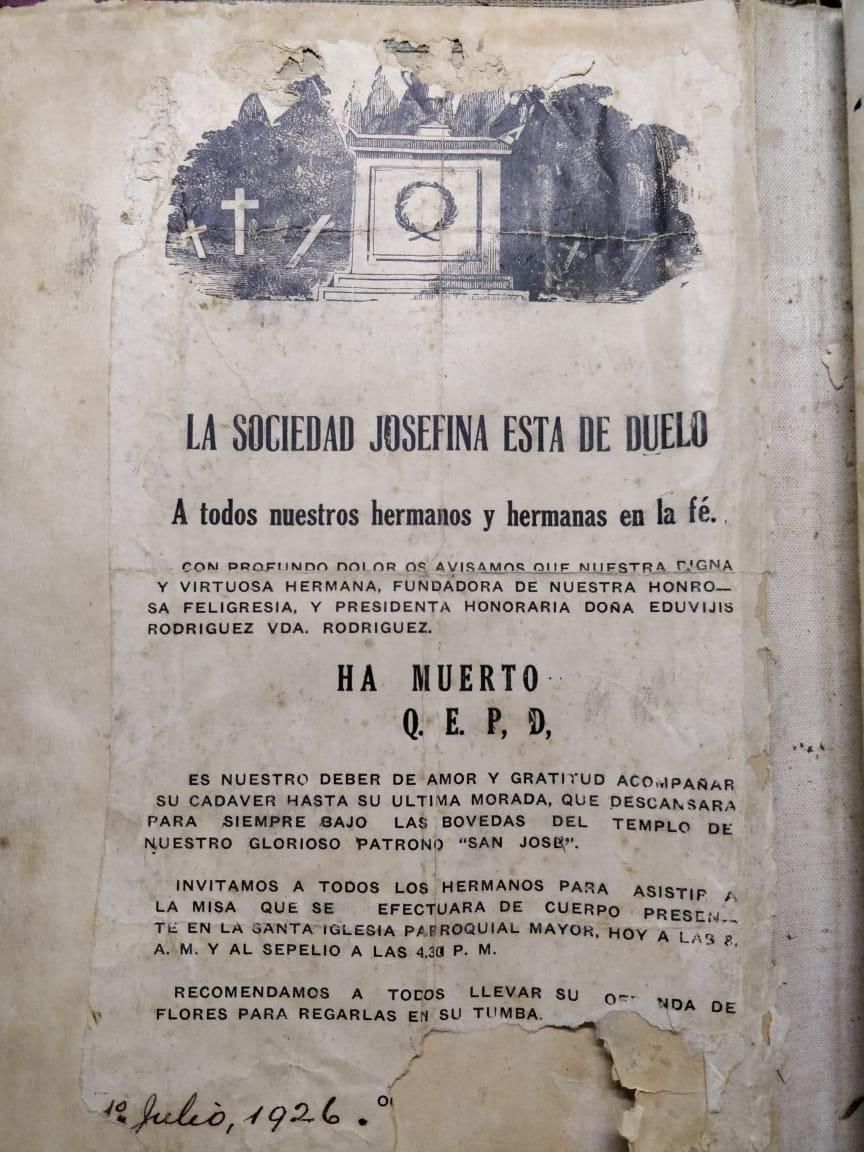 LA SOCIEDAD JOSEFINA ESTA DE DUELO
A todos nuestros hermanos y hermanas en la fé.
CON PROFUNDO DOLOR OS AVISAMOS QUE NUESTRA DIGNA
Y VIRTUOSA HERMANA, FUNDADORA DE NUESTRA HONRO—
SA FELIGRESIA, Y PRESIDENTA HONORARIA DOÑA EDUVIJIS
RODRIGUEZ VDA. RODRIGUEZ.
HA MUERTO
Q. E. P, D,
ES NUESTRO DEBER DE AMOR Y GRATITUD ACOMPAÑAR
SU CADAVER HASTA SU ULTIMA MORADA, QUE DESCANSARA
PARA SIEMPRE BAJO LAS BOVEDAS DEL TEMPLO DE
NUESTRO GLORIOSO PATRONO "SAN JOSE".
INVITAMOS A TODOS LOS HERMANOS PARA ASISTIR A
LA MISA QUE SE EFECTUARA DE CUERPO PRESEN—
TE EN LA SANTA IGLESIA PARROQUIAL MAYOR, HOY A LAS 8,
A. M. Y AL SEPELIO A LAS 4.30 P. M.
RECOMENDAMOS A TODOS LLEVAR SU DE
FLORES PARA REGARLAS EN SU TUMBA.
1º Julio, 1926.